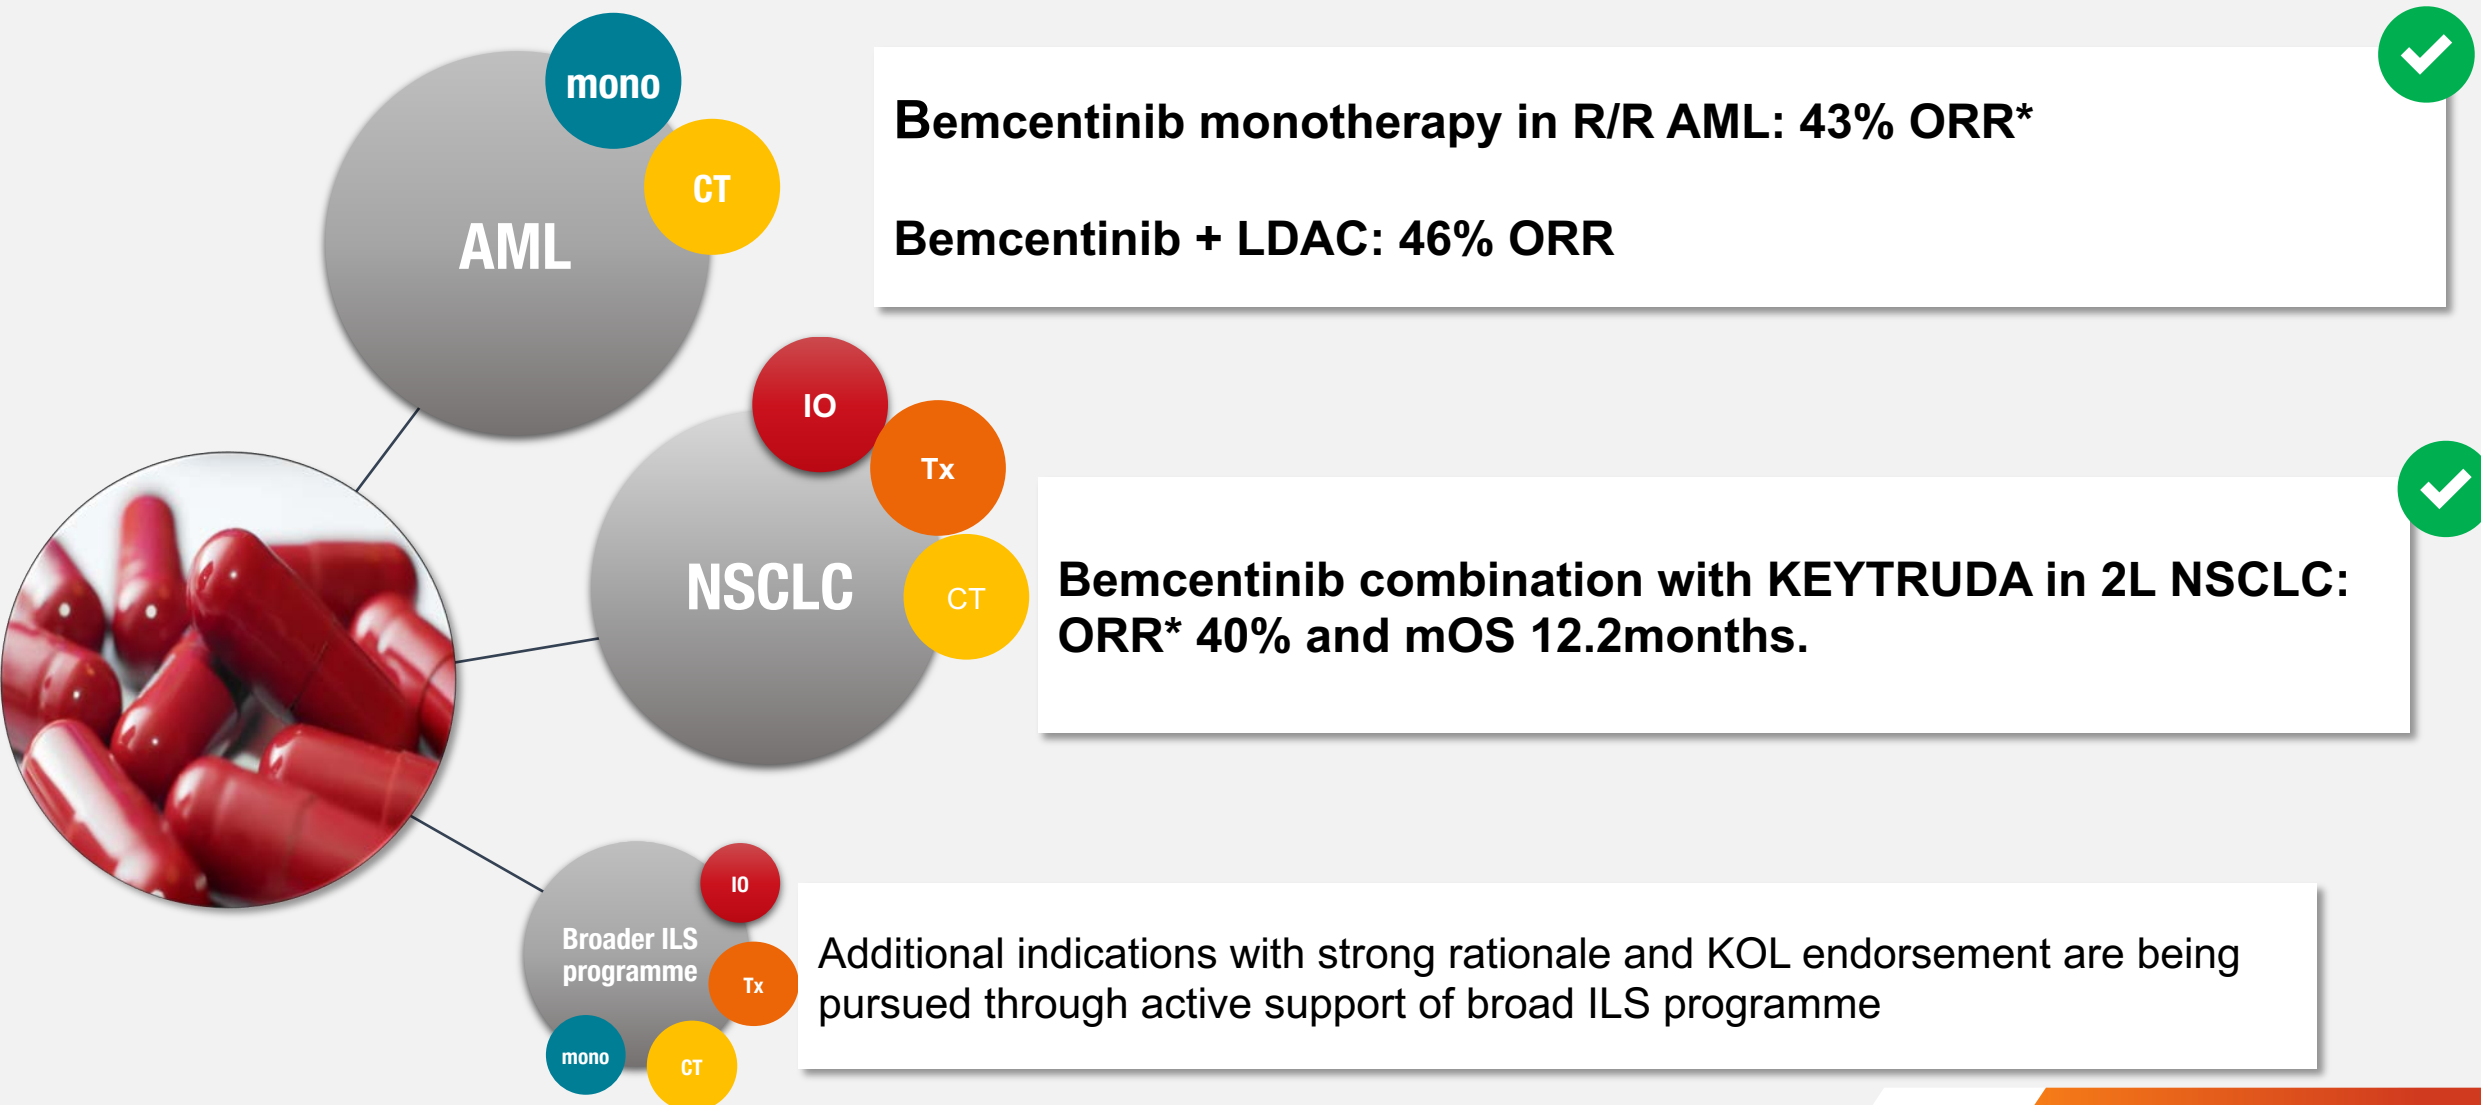 mono
CT
AML
Bemcentinib monotherapy in R/R AML: 43% ORR*
Bemcentinib + LDAC: 46% ORR
IO
Tx
CT
NSCLC
Bemcentinib combination with KEYTRUDA in 2L NSCLC:
ORR* 40% and mOS 12.2months.
IO
Broader ILS
programme
Tx
mono
CT
Additional indications with strong rationale and KOL endorsement are being
pursued through active support of broad ILS programme